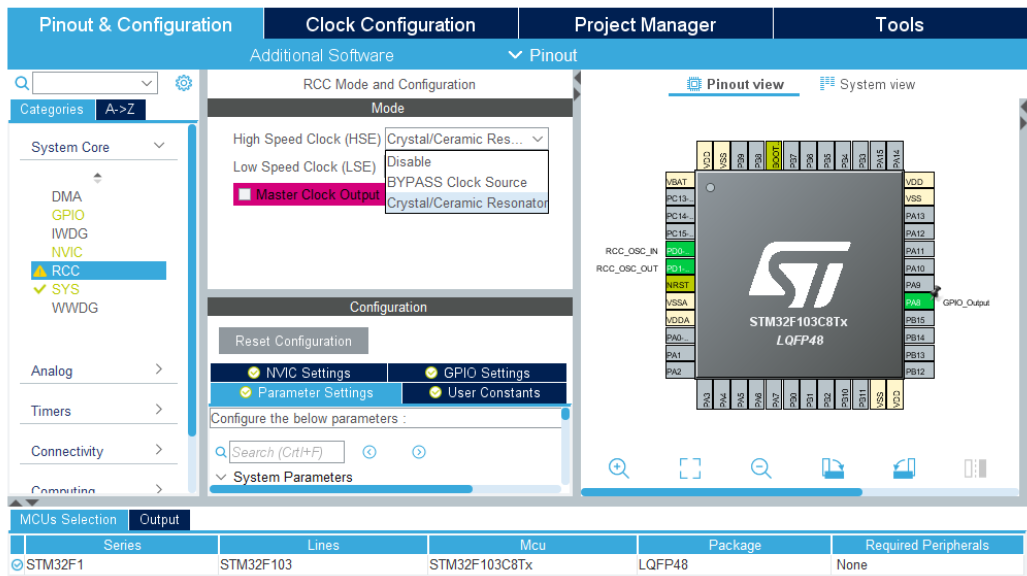 Pinout & Configuration
Clock Configuration
Project Manager
Tools
Additional Software
Pinout
Categories
A->Z
System Core
DMA
GPIO
IWDG
NVIC
RCC
SYS
WWDG
Analog
Timers
Connectivity
Computing
RCC Mode and Configuration
Mode
High Speed Clock (HSE)
Crystal/Ceramic Res...
Low Speed Clock (LSE)
Disable
BYPASS Clock Source
Crystal/Ceramic Resonator
Master Clock Output
Configuration
Reset Configuration
NVIC Settings
GPIO Settings
Parameter Settings
User Constants
Configure the below parameters :
Search (Crtl+F)
System Parameters
Pinout view
System view
VDD
VSS
PB9
PB8
BOOT
PB7
PB6
PB5
PB4
PB3
PA15
PA14
VBAT
PC13-..
PC14-..
PC15-..
RCC_OSC_IN
PD0-..
RCC_OSC_OUT
PD1-..
NRST
VSSA
VDDA
PA0-..
PA1
PA2
ST
STM32F103C8Tx
LQFP48
VDD
VSS
PA13
PA12
PA11
PA10
PA9
PA8
GPIO_Output
PB15
PB14
PB13
PB12
PA3
PA4
PA5
PA6
PA7
PB0
PB1
PB2
PB10
PB11
VSS
VDD
MCUs Selection
Output
Series
Lines
Mcu
Package
Required Peripherals
STM32F1
STM32F103
STM32F103C8Tx
LQFP48
None